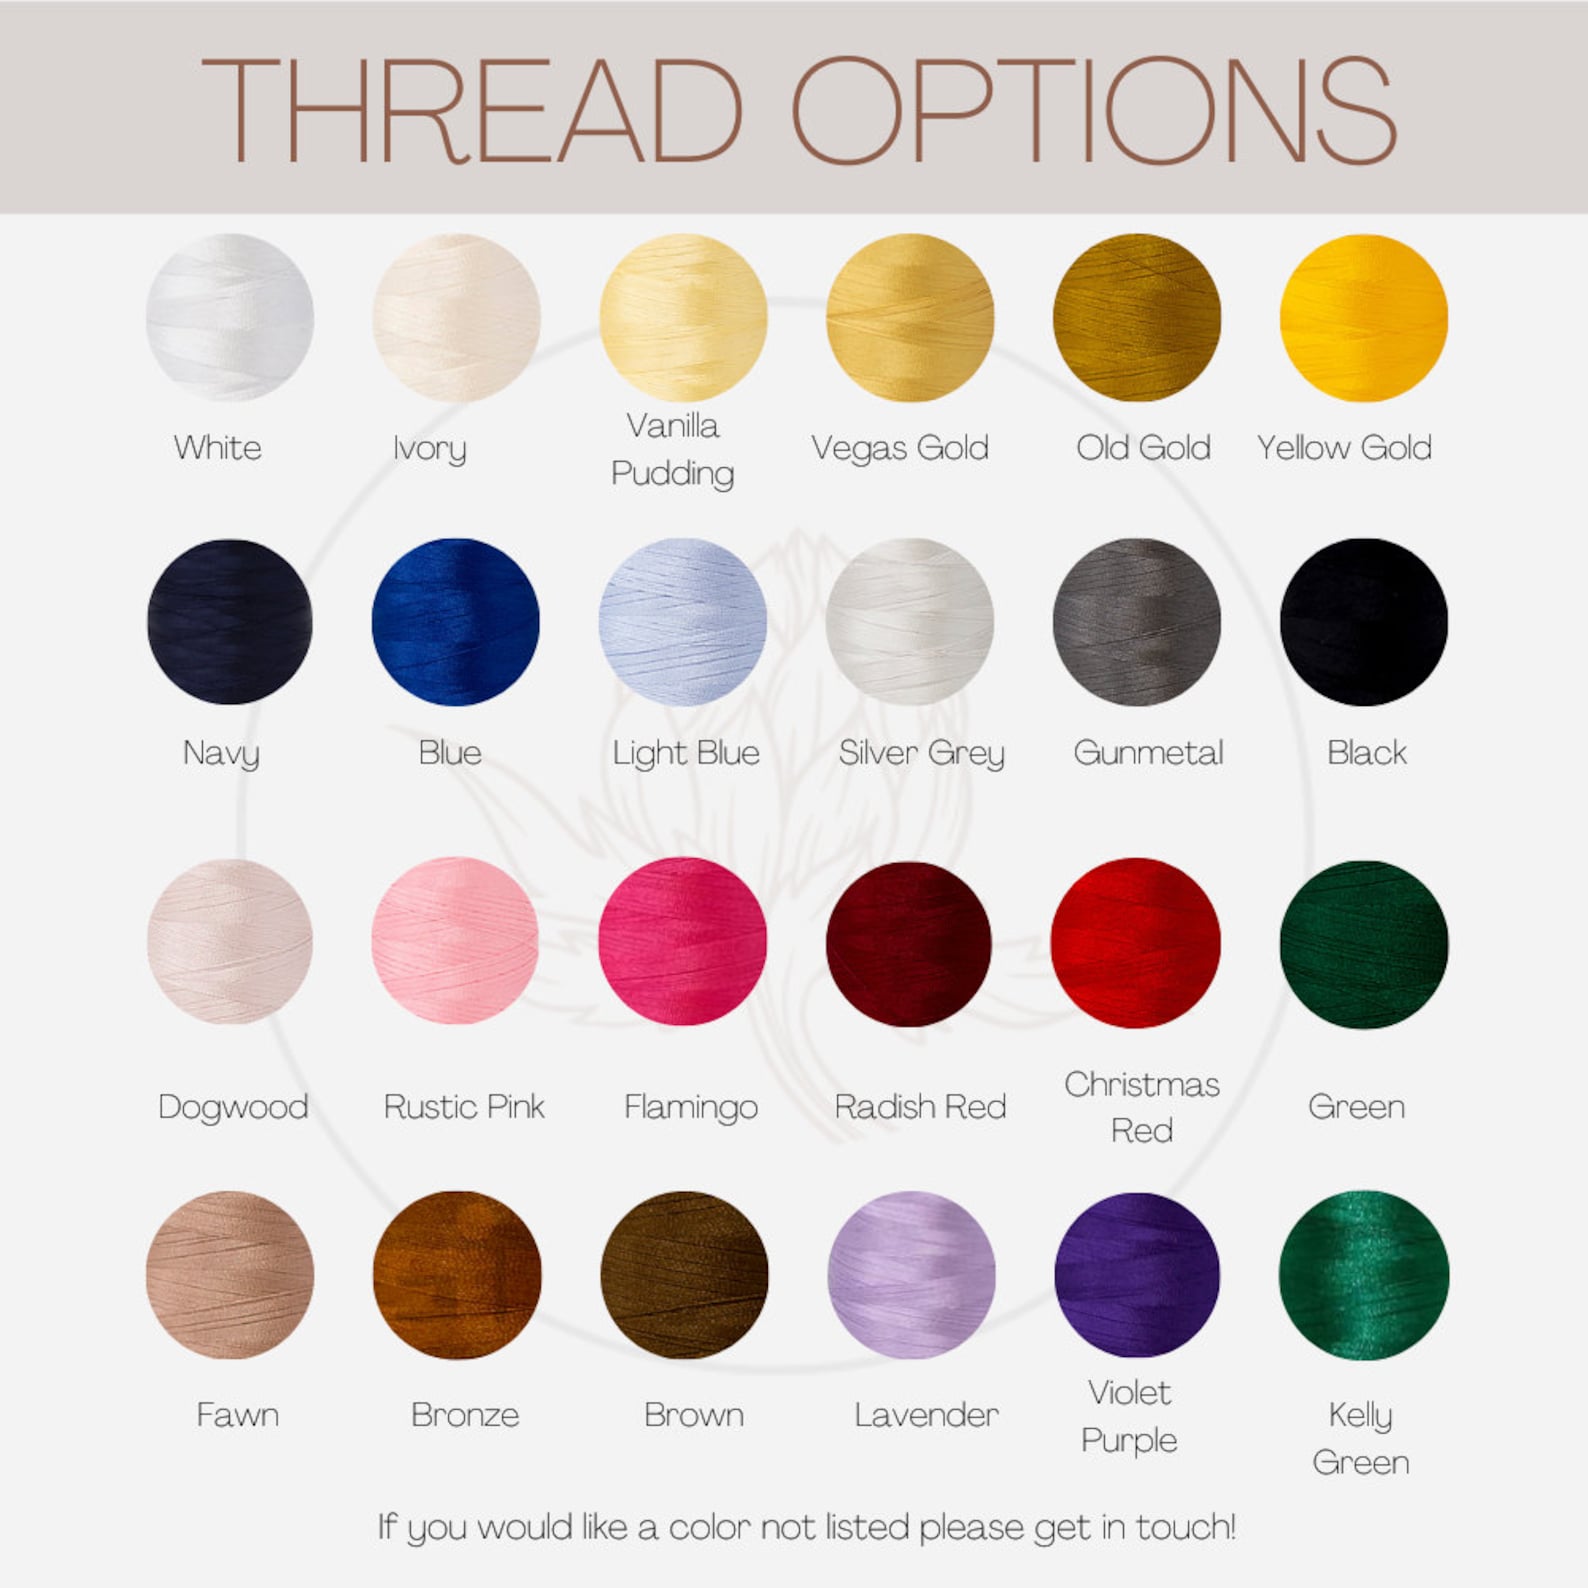 THREAD OPTIONS
White
Ivory
Vanilla
Pudding
Vegas Gold
Old Gold
Yellow Gold
Navy
Blue
Light Blue
Silver Grey
Gunmetal
Black
Dogwood
Rustic Pink
Flamingo
Radish Red
Christmas
Red
Green
Fawn
Bronze
Brown
Lavender
Violet
Purple
Kelly
Green
If you would like a color not listed please get in touch!